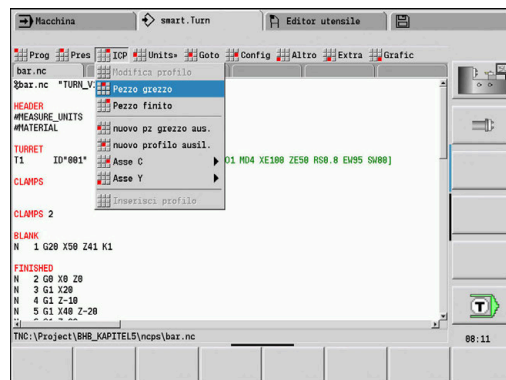 Macchina smart.Turn Editor utensile
Prog Pres ICP Units» Goto Config Altro Extra Grafic
bar.nc
Modifica profilo
%bar.nc "TURN_V
Pezzo grezzo
HEADER
Pezzo finito
#MEASURE_UNITS
#MATERIAL
nuovo pz grezzo aus.
nuovo profilo ausil.
TURRET
T1 ID"001" Asse C O1 MD4 XE100 ZE50 RS0.8 EW95 SW80]
Asse Y
CLAMPS
Inserisci profilo
CLAMPS 2
BLANK
N 1 G20 X50 Z41 K1
FINISHED
N 2 G0 X0 Z0
N 3 G1 X20
N 4 G1 Z-10
N 5 G1 X40 Z-20
TNC:\Project\BHB_KAPITEL5\ncps\bar.nc
T
08:11